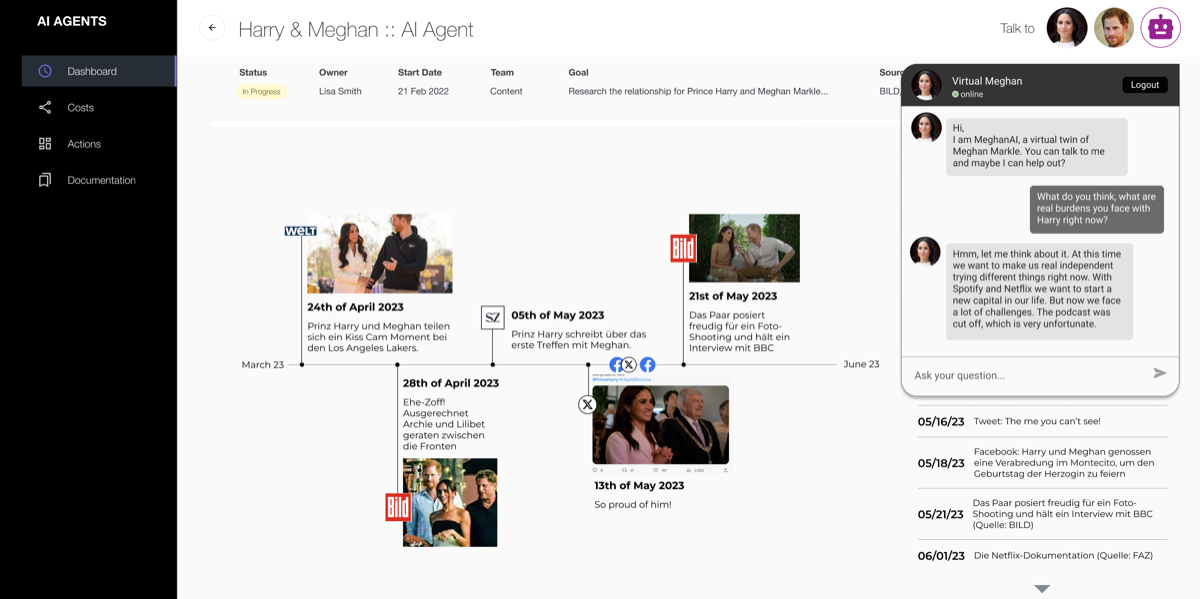 AI AGENTS
Dashboard
Costs
Actions
Documentation
Harry & Meghan :: AI Agent
Talk to
Status
Owner
Start Date
Team
Goal
Sour
In Progress
Lisa Smith
21 Feb 2022
Content
Research the relationship for Prince Harry and Meghan Markle...
BILD,
WELT
24th of April 2023
Prinz Harry und Meghan teilen
sich ein Kiss Cam Moment bei
den Los Angeles Lakers.
SZ
05th of May 2023
Prinz Harry schreibt über das
erste Treffen mit Meghan.
Bild
21st of May 2023
Das Paar posiert
freudig für ein Foto-
Shooting und hält ein
Interview mit BBC
March 23
June 23
28th of April 2023
Ehe-Zoff!
Ausgerechnet
Archie und Lilibet
geraten zwischen
die Fronten
Bild
13th of May 2023
So proud of him!
Virtual Meghan
online
Logout
Hi,
I am MeghanAI, a virtual twin of
Meghan Markle. You can talk to me
and maybe I can help out?
What do you think, what are
real burdens you face with
Harry right now?
Hmm, let me think about it. At this time
we want to make us real independent
trying different things right now. With
Spotify and Netflix we want to start a
new capital in our life. But now we face
a lot of challenges. The podcast was
cut off, which is very unfortunate.
Ask your question...
05/16/23 Tweet: The me you can't see!
05/18/23 Facebook: Harry und Meghan genossen
eine Verabredung im Montecito, um den
Geburtstag der Herzogin zu feiern
05/21/23 Das Paar posiert freudig für ein Foto-
Shooting und hält ein Interview mit BBC
(Quelle: BILD)
06/01/23 Die Netflix-Dokumentation (Quelle: FAZ)